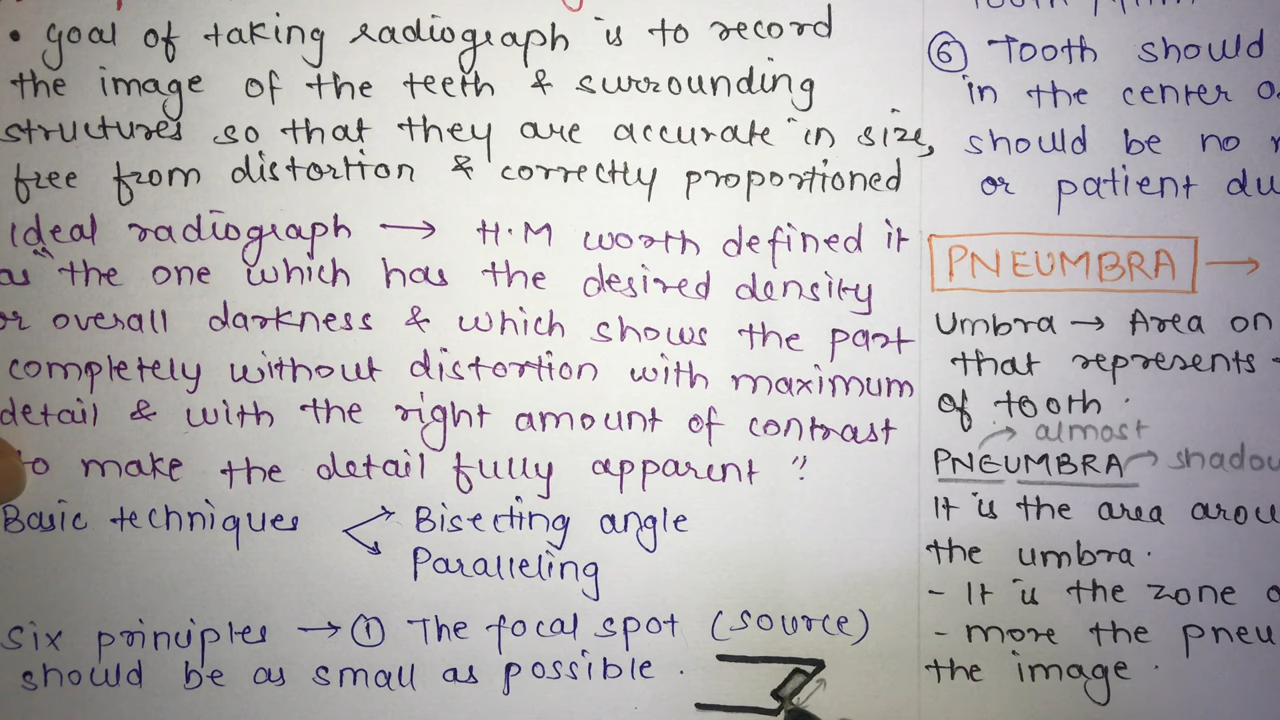 • goal of taking radiograph is to record
the image of the teeth & surrounding
structures so that they are accurate in size,
free from distortion & correctly proportioned
Ideal radiograph → H.M worth defined it
as "the one which has the desired density
or overall darkness & which shows the part
completely without distortion with maximum
detail & with the right amount of contrast
to make the detail fully apparent"
Basic techniques
Bisecting angle
Paralleling
Six principles → ① The focal spot (source)
should be as small as possible.
⑥ Tooth should
in the center
should be no
or patient du
PNEUMBRA →
Umbra → Area on
that represents
of tooth.
→ almost
PNEUMBRA → shadow
It is the area arou
the umbra.
- It is the zone
- more the pneu
the image.